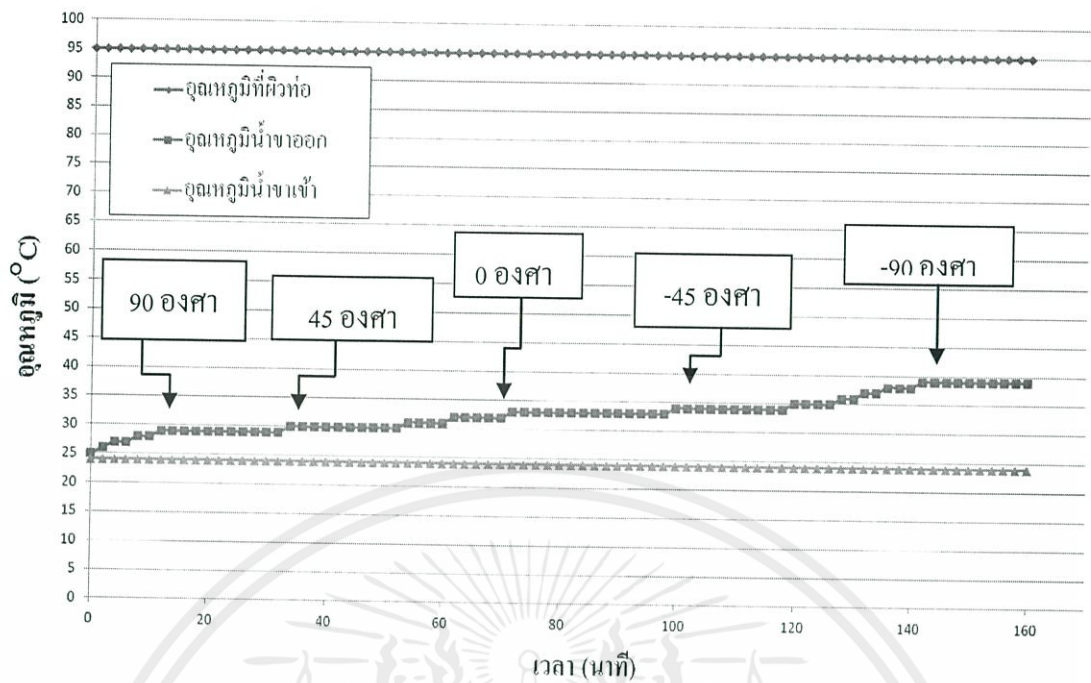 100
95
90
85
80
75
70
65
60
55
50
45
40
35
30
25
20
15
10
5
0
อุณหภูมิ (°C)
อุณหภูมิที่ผิวท่อ
อุณหภูมิน้ำขาออก
อุณหภูมิน้ำขาเข้า
90 องศา
45 องศา
0 องศา
-45 องศา
-90 องศา
0 20 40 60 80 100 120 140 160
เวลา (นาที)